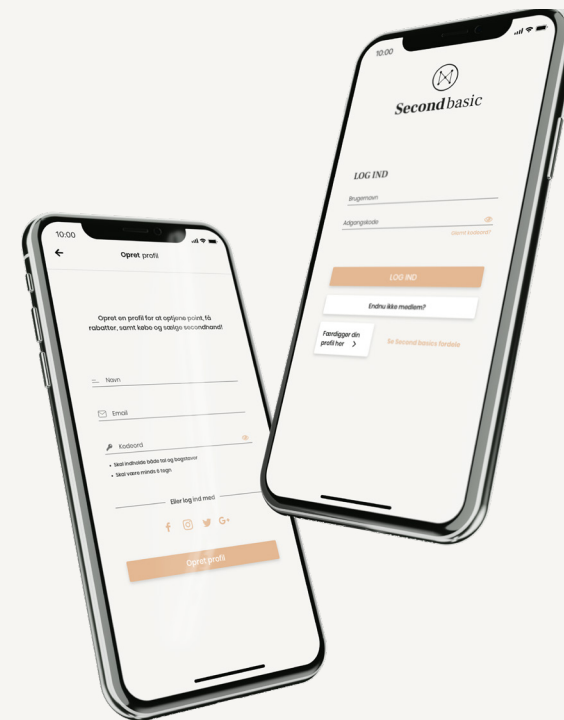 10:00
Second basic
LOG IND
Brugernavn
Adgangskode
Glemt kodeord?
LOG IND
Endnu ikke medlem?
Færdiggør din
profil her
Se Second basics fordele
10:00
Opret profil
Opret en profil for at optjene point, få
rabatter, samt købe og sælge secondhand!
Navn
Email
Kodeord
Skal indholde både tal og bogstaver
Skal være minds 6 tegn
Eller log ind med
G+
Opret profil